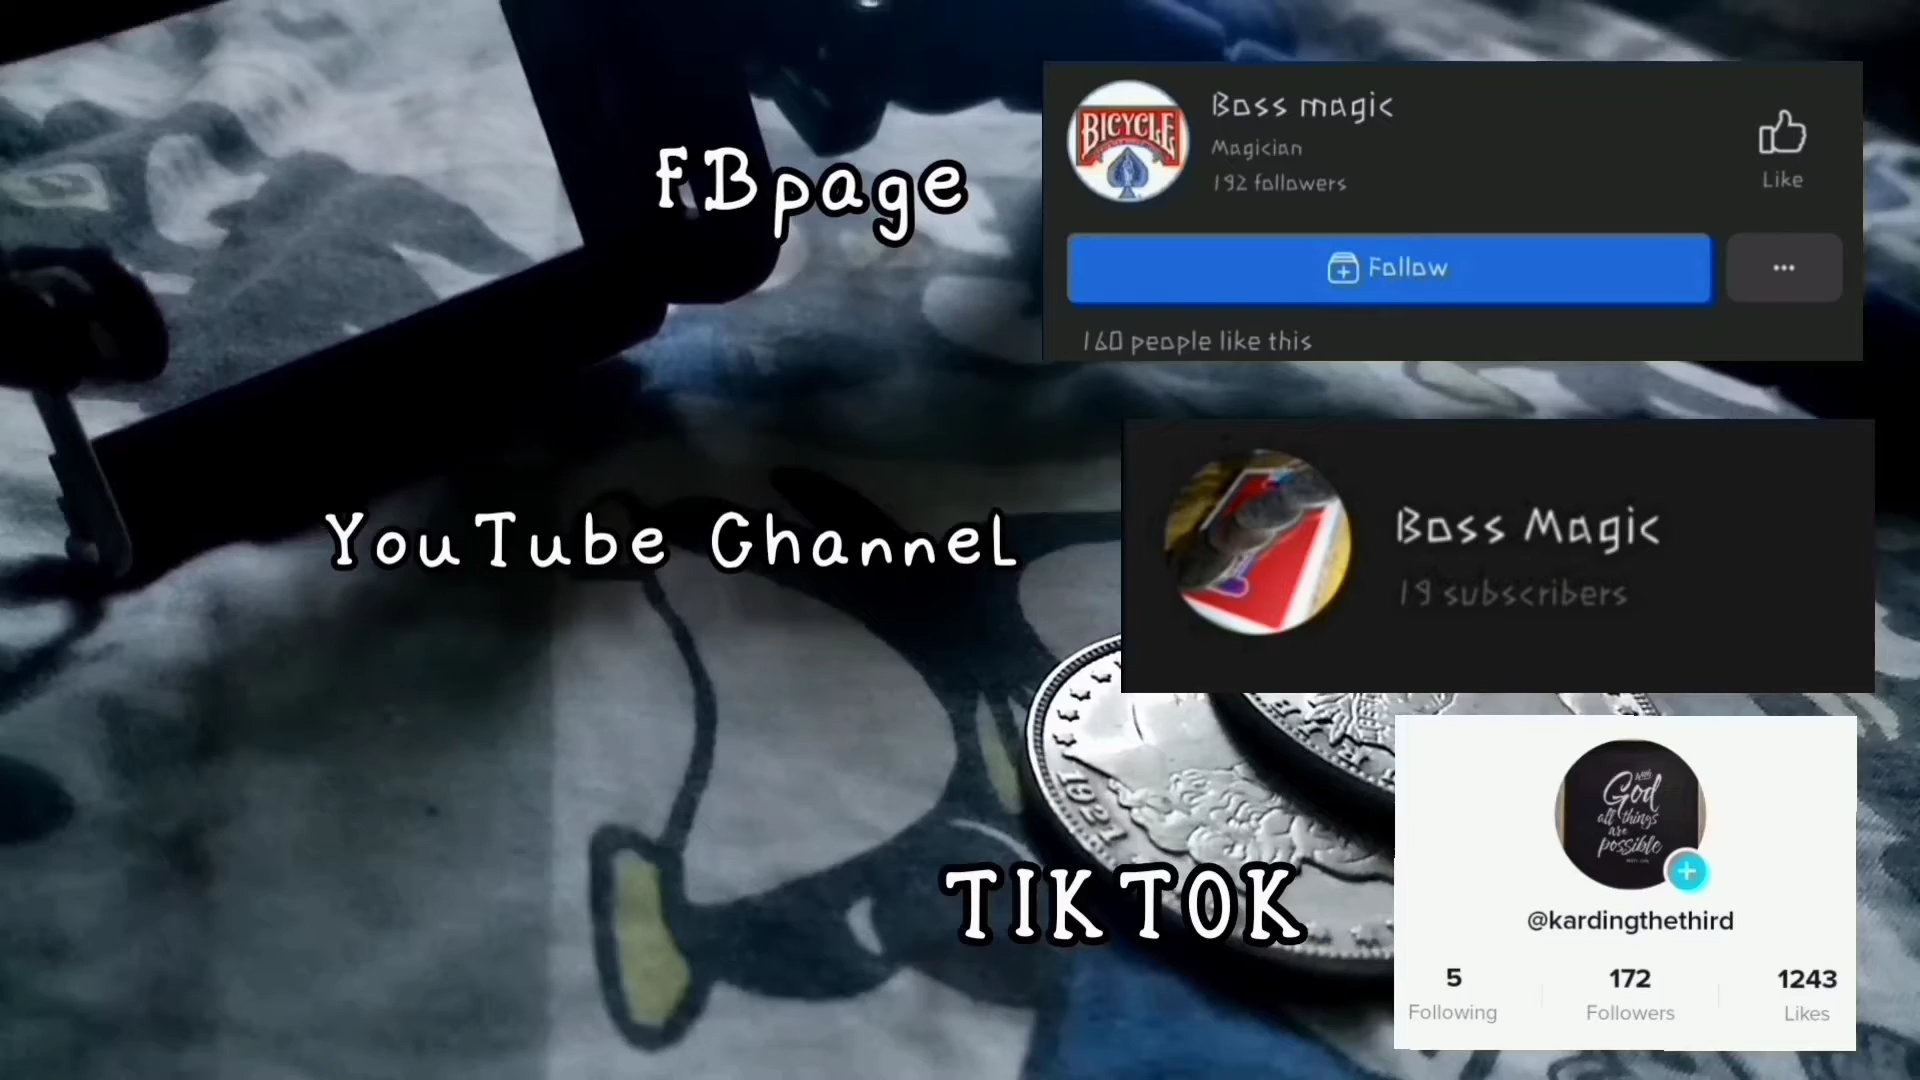 FBpage
BICYCLE
Boss magic
Magician
192 followers
Like
Follow
160 people like this
YouTube Channel
Boss Magic
19 subscribers
1921
TIKTOK
God
all things
are
possible
@kardingthethird
5
Following
172
Followers
1243
Likes